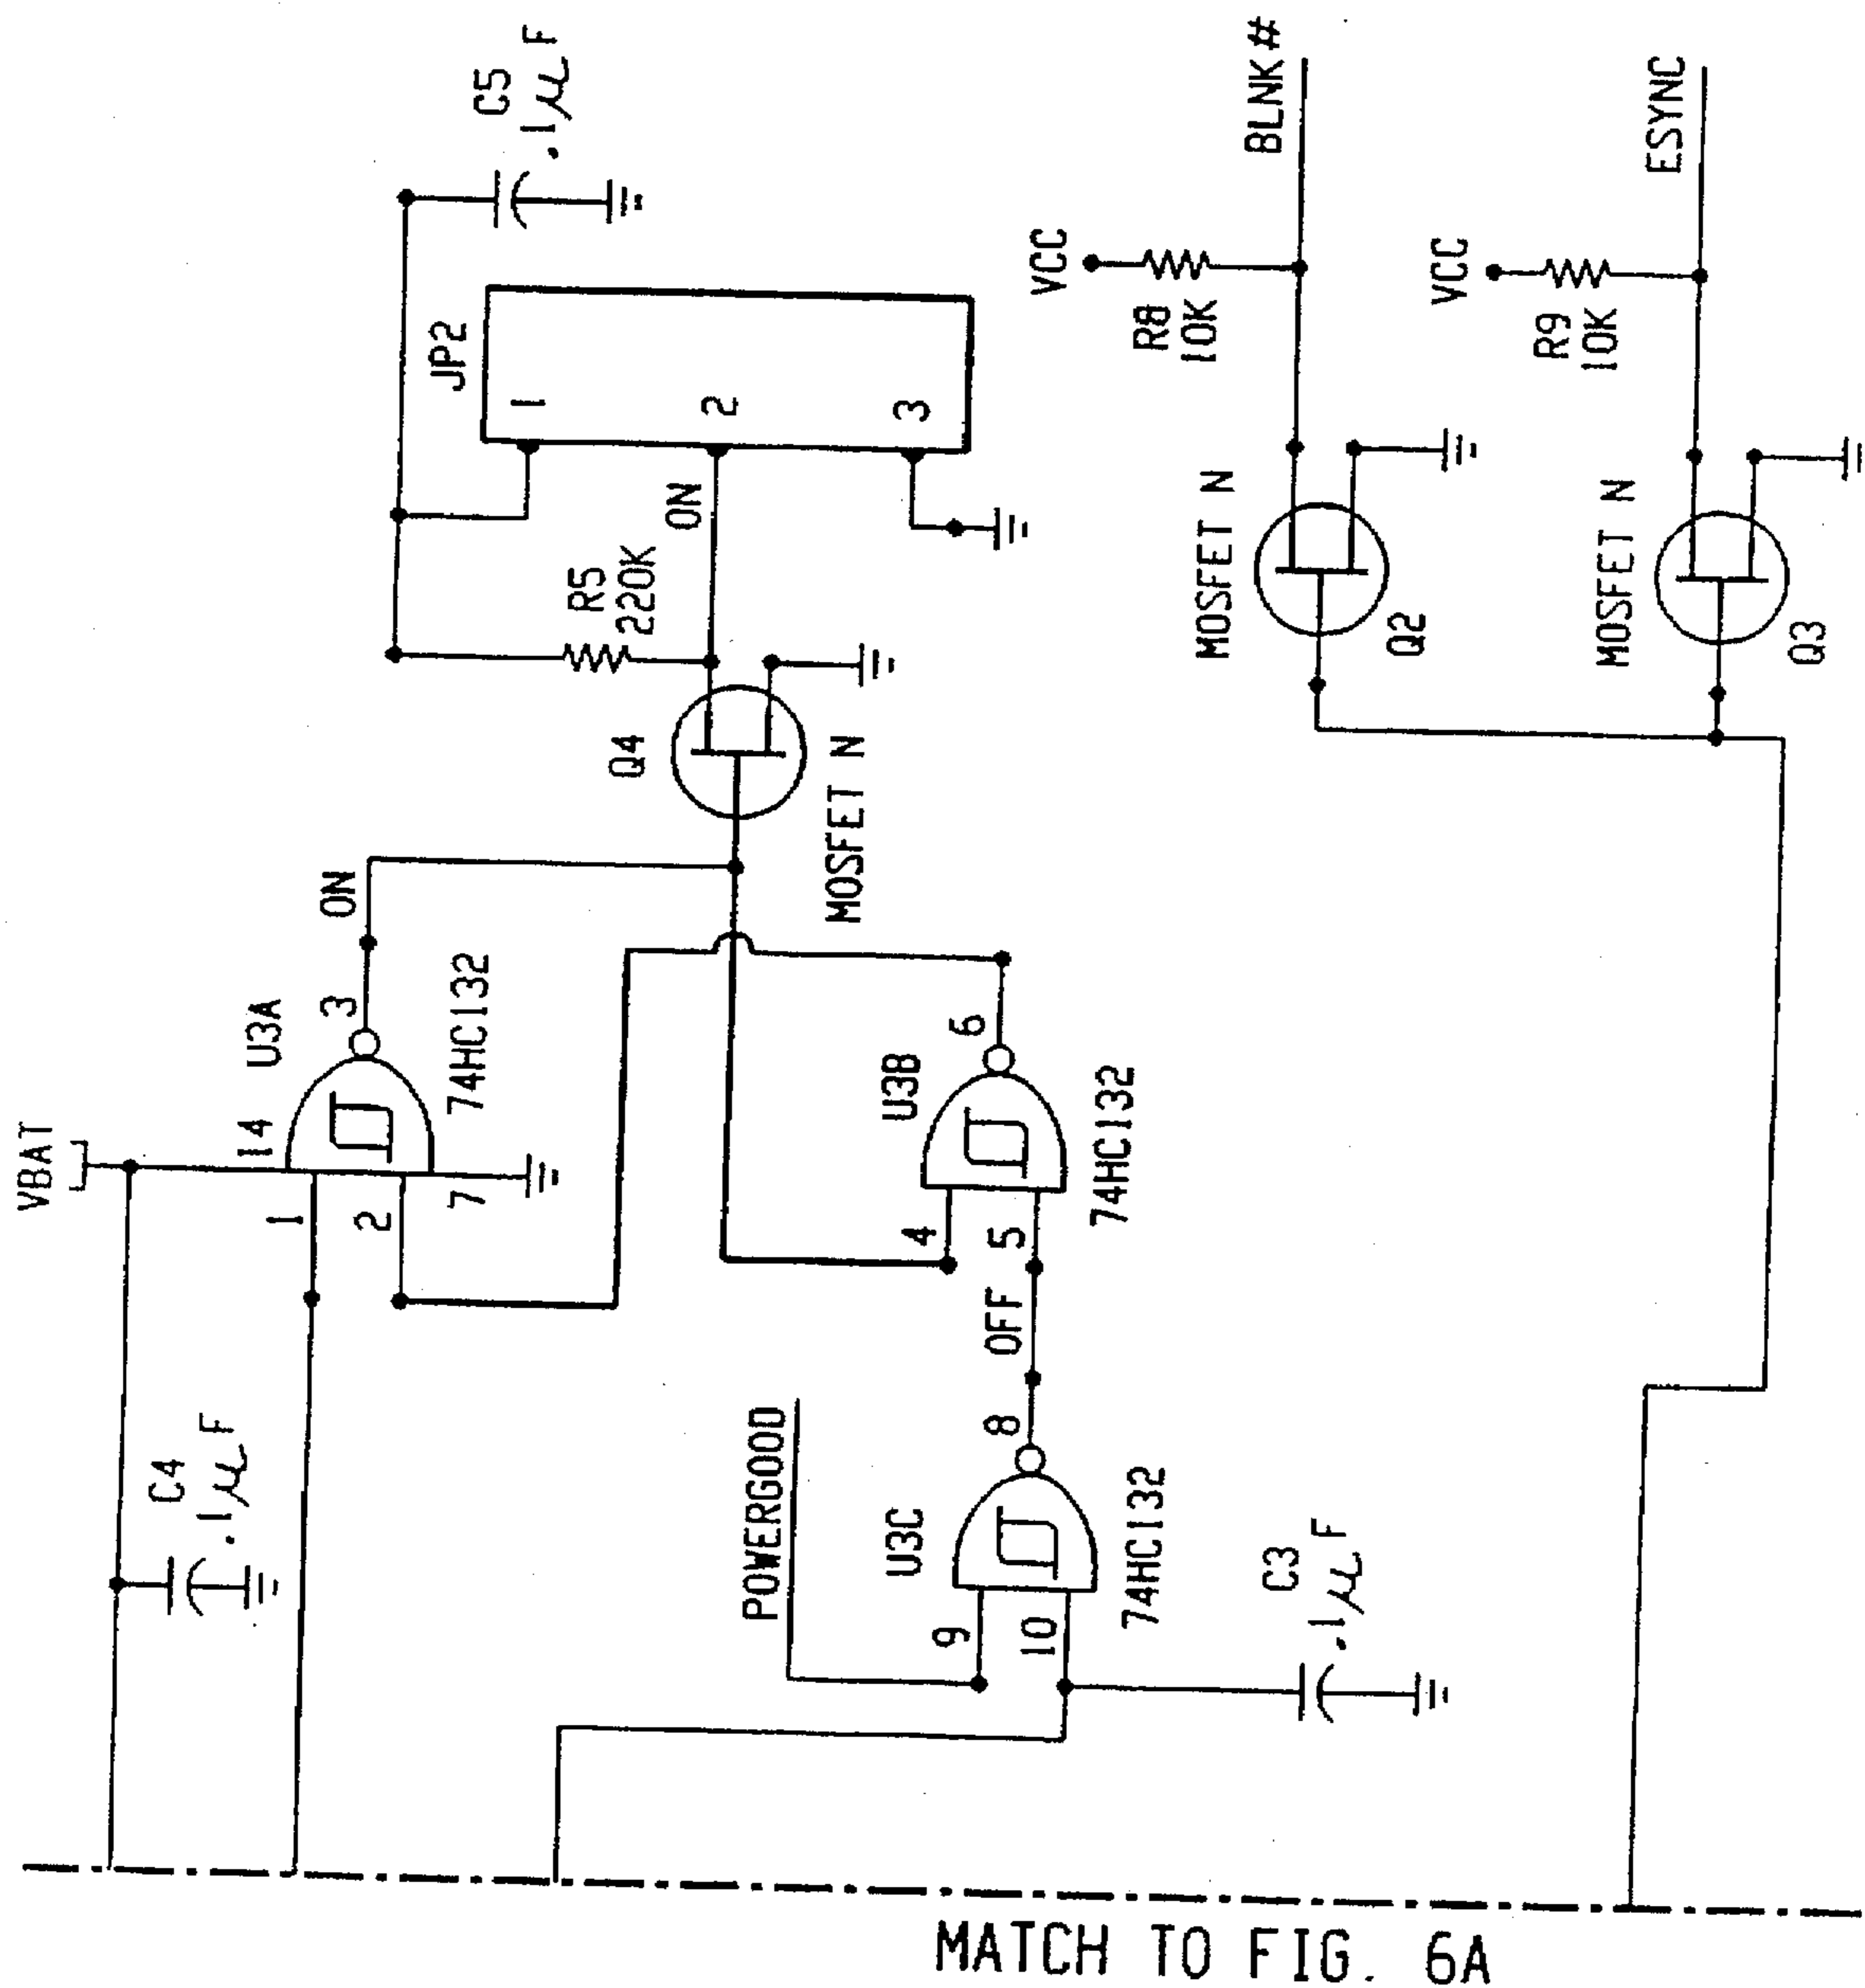 VBAT
C4
.1μF
14
U3A
1
2
3
7
74HC132
ON
C5
.1μF
JP2
1
2
3
ON
R5
220K
Q4
MOSFET N
POWERGOOD
U3C
9
10
8
74HC132
OFF
U3B
4
5
6
74HC132
C3
.1μF
VCC
R8
10K
BLNK#
MOSFET N
Q2
VCC
R9
10K
ESYNC
MOSFET N
Q3
MATCH TO FIG. 6A